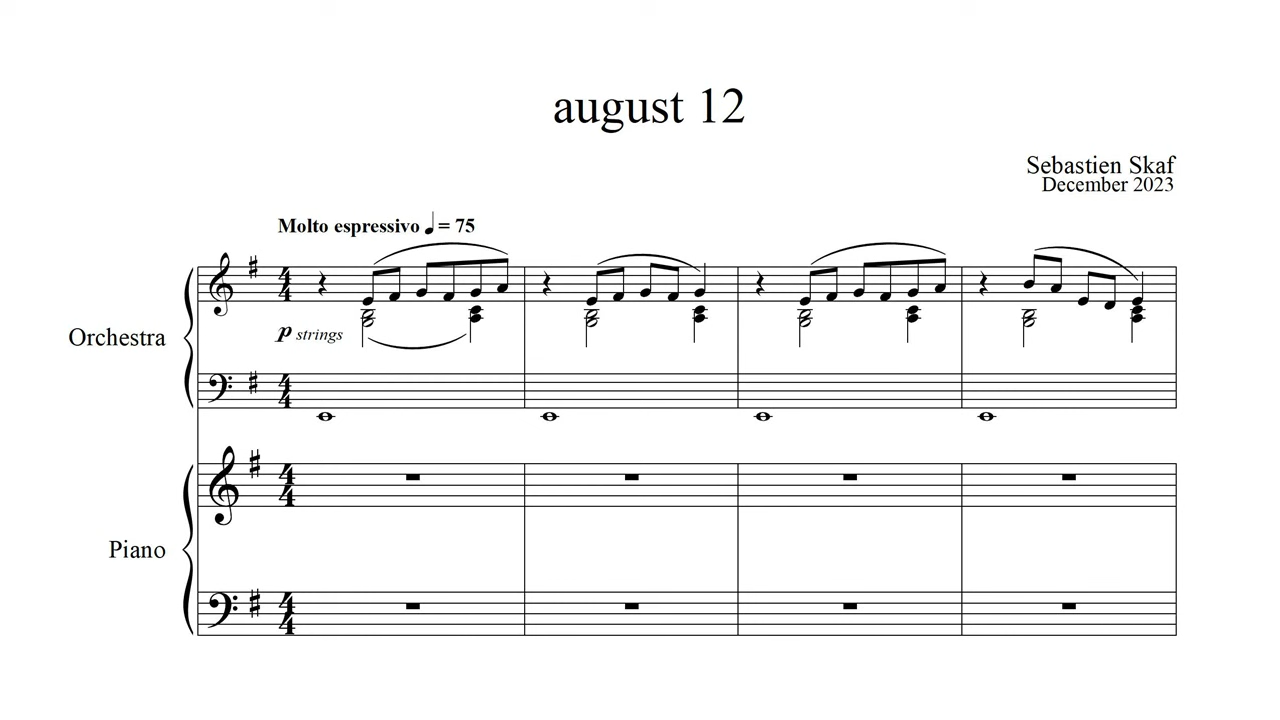 august 12
Sebastien Skaf
December 2023
Molto espressivo ♩= 75
Orchestra
p strings
Piano